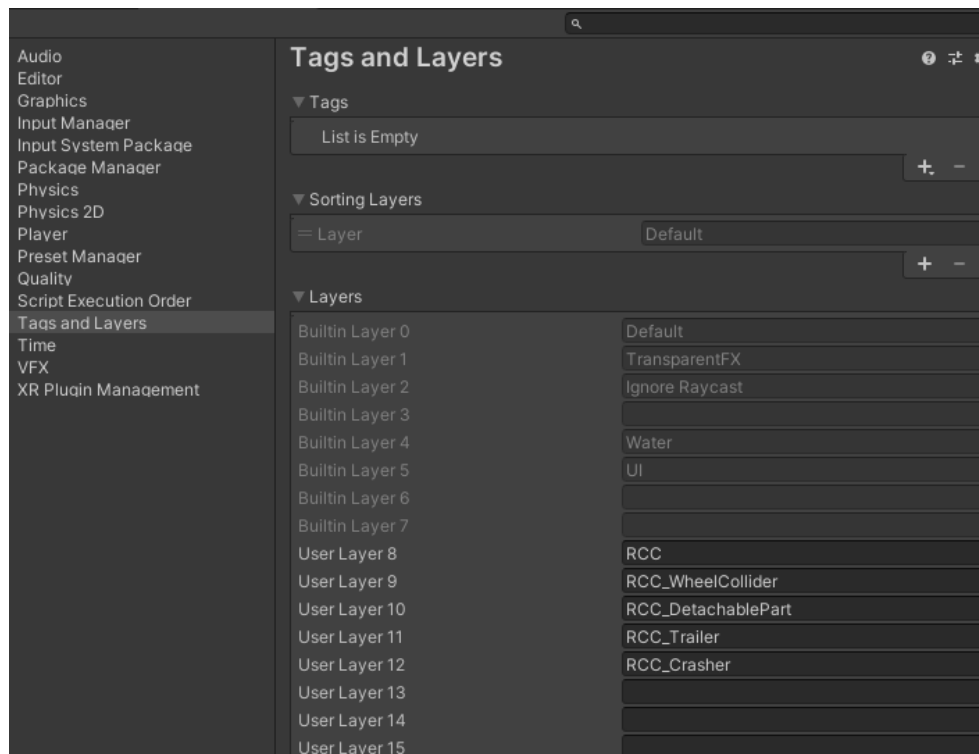 Audio
Editor
Graphics
Input Manager
Input System Package
Package Manager
Physics
Physics 2D
Player
Preset Manager
Quality
Script Execution Order
Tags and Layers
Time
VFX
XR Plugin Management
Tags and Layers
Tags
List is Empty
Sorting Layers
Layer Default
Layers
Builtin Layer 0 Default
Builtin Layer 1 TransparentFX
Builtin Layer 2 Ignore Raycast
Builtin Layer 3
Builtin Layer 4 Water
Builtin Layer 5 UI
Builtin Layer 6
Builtin Layer 7
User Layer 8 RCC
User Layer 9 RCC_WheelCollider
User Layer 10 RCC_DetachablePart
User Layer 11 RCC_Trailer
User Layer 12 RCC_Crasher
User Layer 13
User Layer 14
User Layer 15